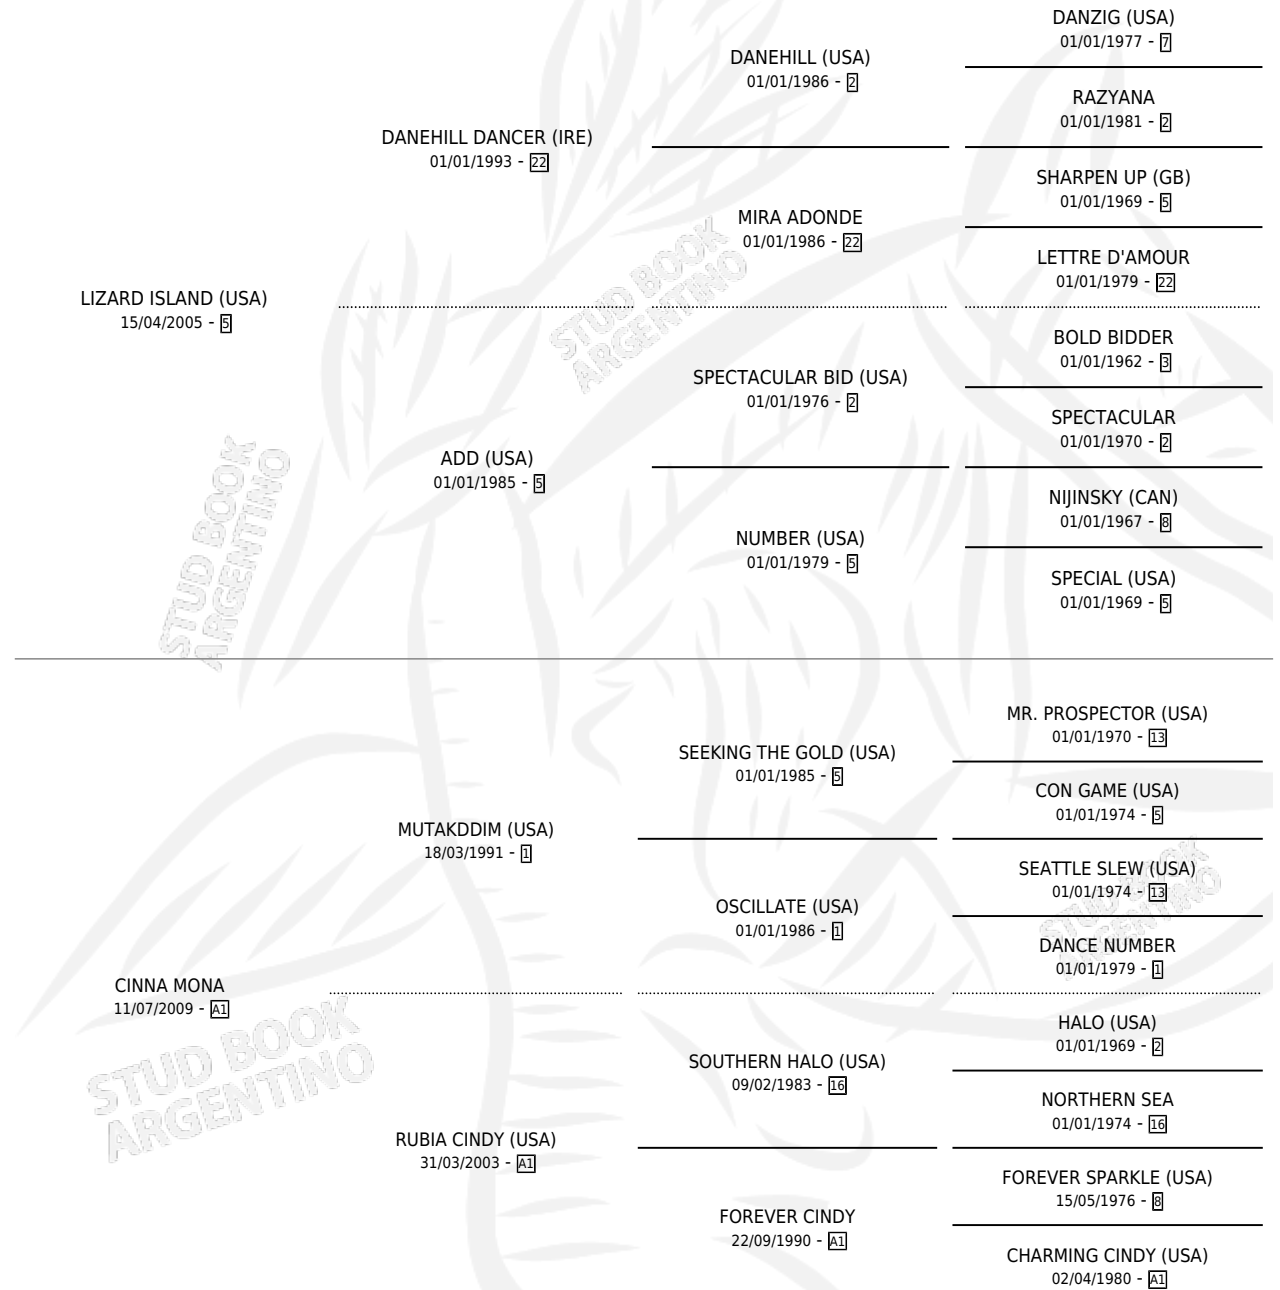 DANZIG (USA)
01/01/1977 - 7
DANEHILL (USA)
01/01/1986 - 2
RAZYANA
01/01/1981 - 2
DANEHILL DANCER (IRE)
01/01/1993 - 22
SHARPEN UP (GB)
01/01/1969 - 5
MIRA ADONDE
01/01/1986 - 22
LETTRE D'AMOUR
01/01/1979 - 22
LIZARD ISLAND (USA)
15/04/2005 - 5
STUD BOOK
ARGENTINO
BOLD BIDDER
01/01/1962 - 3
SPECTACULAR BID (USA)
01/01/1976 - 2
SPECTACULAR
01/01/1970 - 2
ADD (USA)
01/01/1985 - 5
NIJINSKY (CAN)
01/01/1967 - 8
NUMBER (USA)
01/01/1979 - 5
SPECIAL (USA)
01/01/1969 - 5
STUD BOOK
ARGENTINO
MR. PROSPECTOR (USA)
01/01/1970 - 13
SEEKING THE GOLD (USA)
01/01/1985 - 5
CON GAME (USA)
01/01/1974 - 5
MUTAKDDIM (USA)
18/03/1991 - 1
SEATTLE SLEW (USA)
01/01/1974 - 13
OSCILLATE (USA)
01/01/1986 - 1
STUD BOOK
ARGENTINO
DANCE NUMBER
01/01/1979 - 1
CINNA MONA
11/07/2009 - A1
STUD BOOK
ARGENTINO
HALO (USA)
01/01/1969 - 2
SOUTHERN HALO (USA)
09/02/1983 - 16
NORTHERN SEA
01/01/1974 - 16
RUBIA CINDY (USA)
31/03/2003 - A1
FOREVER SPARKLE (USA)
15/05/1976 - 8
FOREVER CINDY
22/09/1990 - A1
CHARMING CINDY (USA)
02/04/1980 - A1